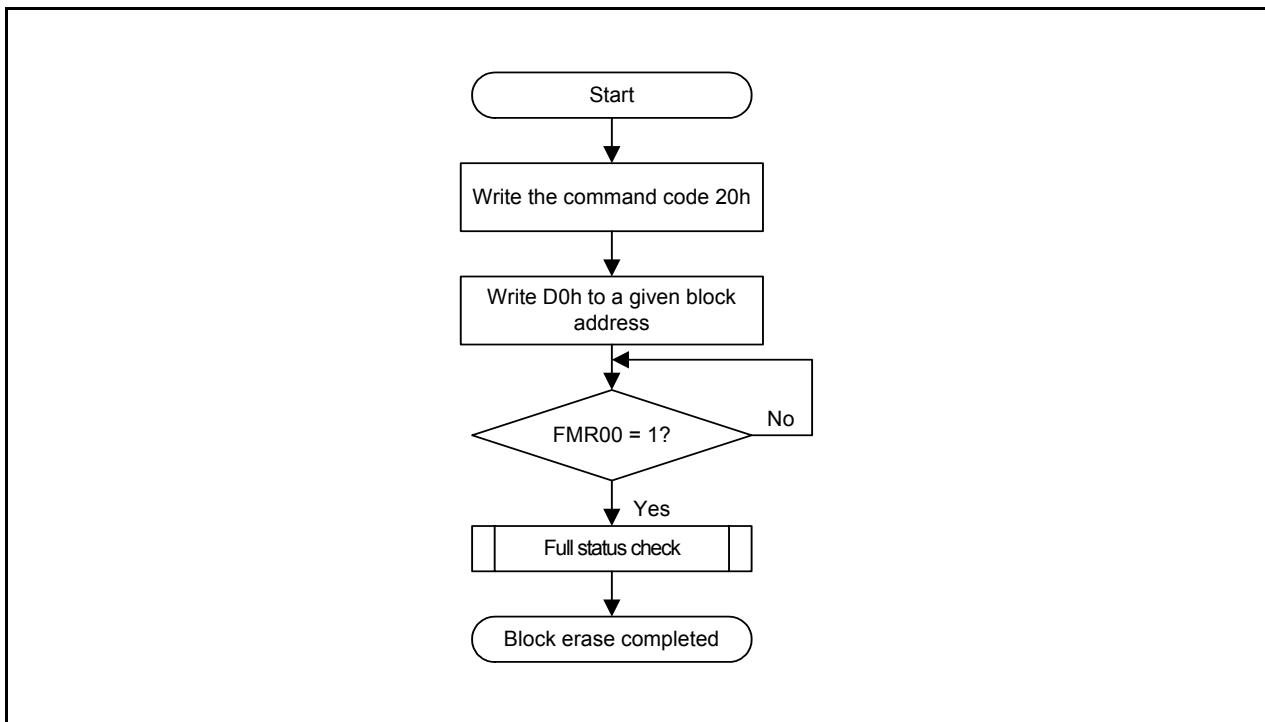 Start
Write the command code 20h
Write D0h to a given block
address
No
FMR00 = 1?
Yes
Full status check
Block erase completed